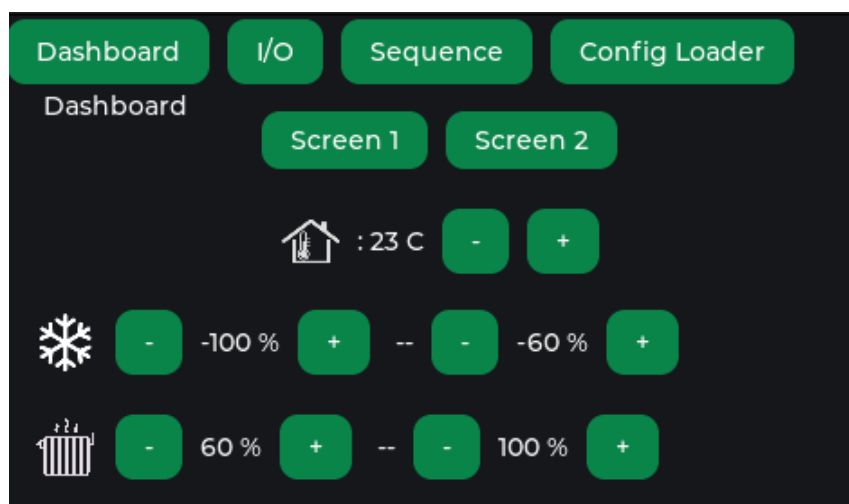 Dashboard I/O Sequence Config Loader
Dashboard
Screen 1 Screen 2
: 23 C - +
- -100 % + -- - -60 % +
- 60 % + -- - 100 % +